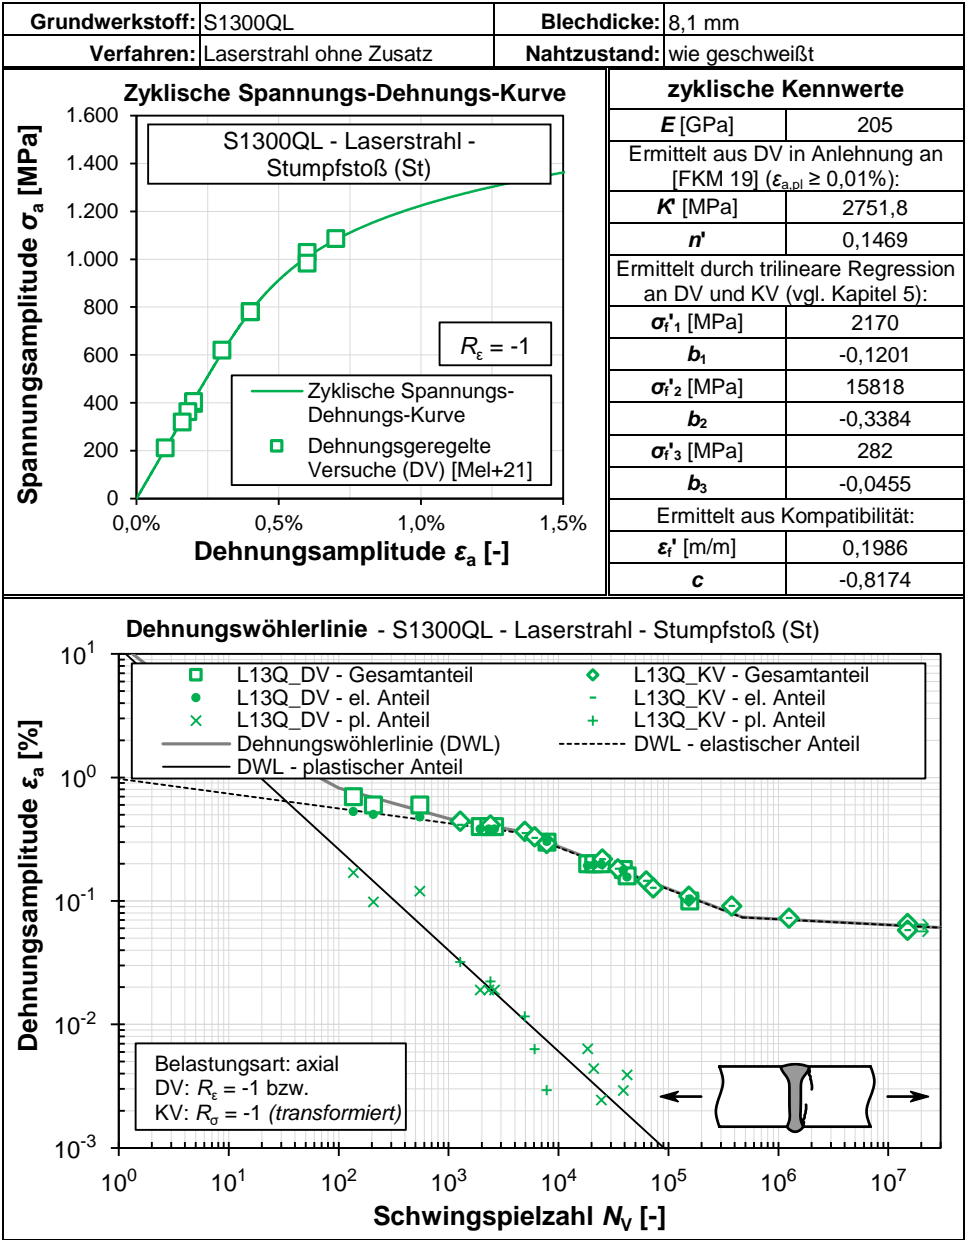 Grundwerkstoff: S1300QL Blechdicke: 8,1 mm
Verfahren: Laserstrahl ohne Zusatz Nahtzustand: wie geschweißt
Zyklische Spannungs-Dehnungs-Kurve
Spannungsamplitude σa [MPa]
1.600
1.400
1.200
1.000
800
600
400
200
0
0,0%
0,5%
1,0%
1,5%
S1300QL - Laserstrahl -
Stumpfstoß (St)
Rε = -1
Zyklische Spannungs-
Dehnungs-Kurve
Dehnungsgeregelte
Versuche (DV) [Mel+21]
Dehnungsamplitude εa [-]
zyklische Kennwerte
E [GPa] 205
Ermittelt aus DV in Anlehnung an
[FKM 19] (εa,pl ≥ 0,01%):
K' [MPa] 2751,8
n' 0,1469
Ermittelt durch trilineare Regression
an DV und KV (vgl. Kapitel 5):
σf'1 [MPa] 2170
b1 -0,1201
σf'2 [MPa] 15818
b2 -0,3384
σf'3 [MPa] 282
b3 -0,0455
Ermittelt aus Kompatibilität:
εf' [m/m] 0,1986
c -0,8174
Dehnungswöhlerlinie - S1300QL - Laserstrahl - Stumpfstoß (St)
Dehnungsamplitude εa [%]
10^1
10^0
10^-1
10^-2
10^-3
L13Q_DV - Gesamtanteil
L13Q_KV - Gesamtanteil
L13Q_DV - el. Anteil
L13Q_KV - el. Anteil
L13Q_DV - pl. Anteil
L13Q_KV - pl. Anteil
Dehnungswöhlerlinie (DWL)
DWL - elastischer Anteil
DWL - plastischer Anteil
Belastungsart: axial
DV: Rε = -1 bzw.
KV: Rσ = -1 (transformiert)
10^0
10^1
10^2
10^3
10^4
10^5
10^6
10^7
Schwingspielzahl NV [-]